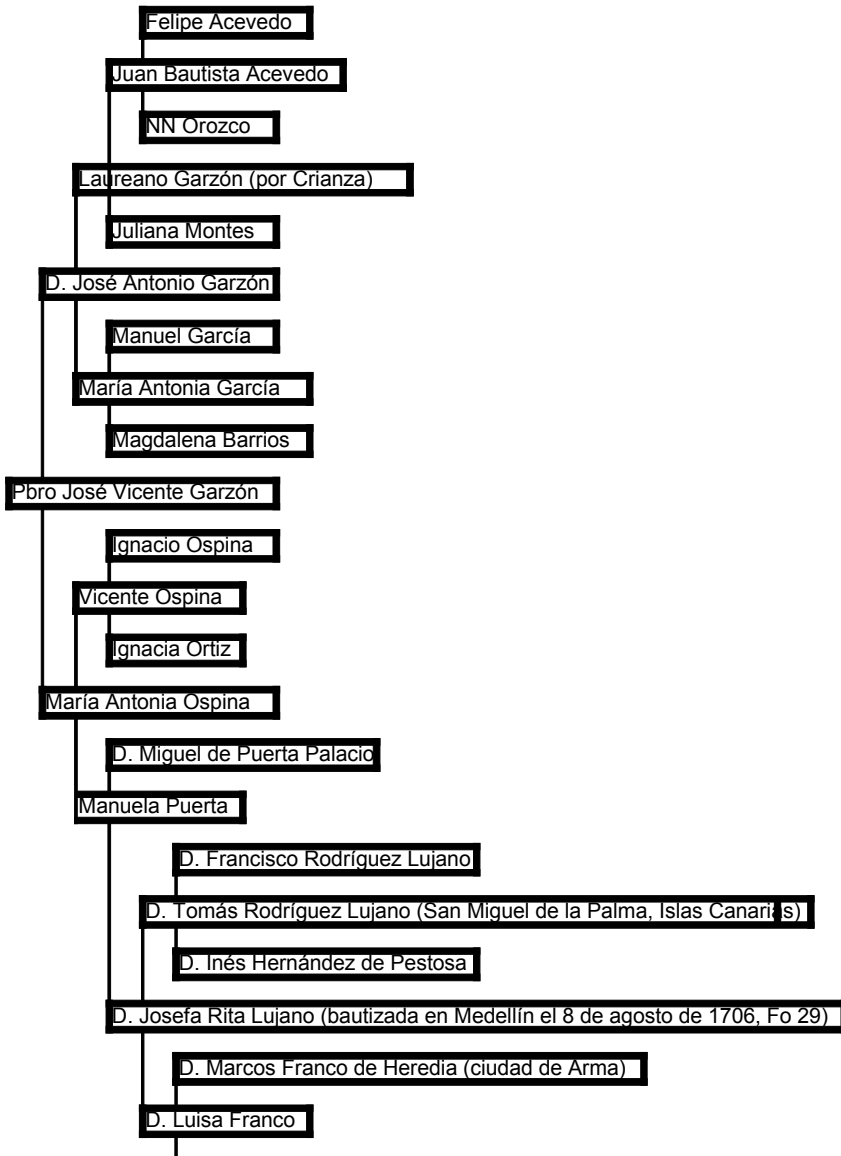 Felipe Acevedo
Juan Bautista Acevedo
NN Orozco
Laureano Garzón (por Crianza)
Juliana Montes
D. José Antonio Garzón
Manuel García
María Antonia García
Magdalena Barrios
Pbro José Vicente Garzón
Ignacio Ospina
Vicente Ospina
Ignacia Ortiz
María Antonia Ospina
D. Miguel de Puerta Palacio
Manuela Puerta
D. Francisco Rodríguez Lujano
D. Tomás Rodríguez Lujano (San Miguel de la Palma, Islas Canarias)
D. Inés Hernández de Pestosa
D. Josefa Rita Lujano (bautizada en Medellín el 8 de agosto de 1706, Fo 29)
D. Marcos Franco de Heredia (ciudad de Arma)
D. Luisa Franco